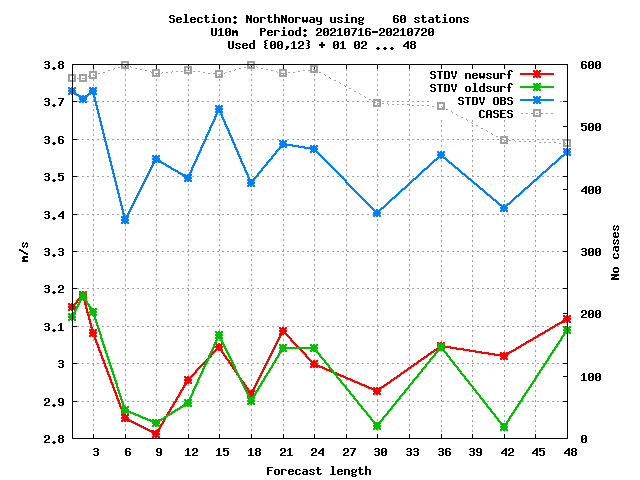 Selection: NorthNorway using    60 stations
U10m   Period: 20210716-20210720
Used {00,12} + 01 02 ... 48
STDV newsurf
STDV oldsurf
STDV OBS
CASES
3.8
3.7
3.6
3.5
3.4
3.3
3.2
3.1
3
2.9
2.8
m/s
600
500
400
300
200
100
0
No cases
3 6 9 12 15 18 21 24 27 30 33 36 39 42 45 48
Forecast length